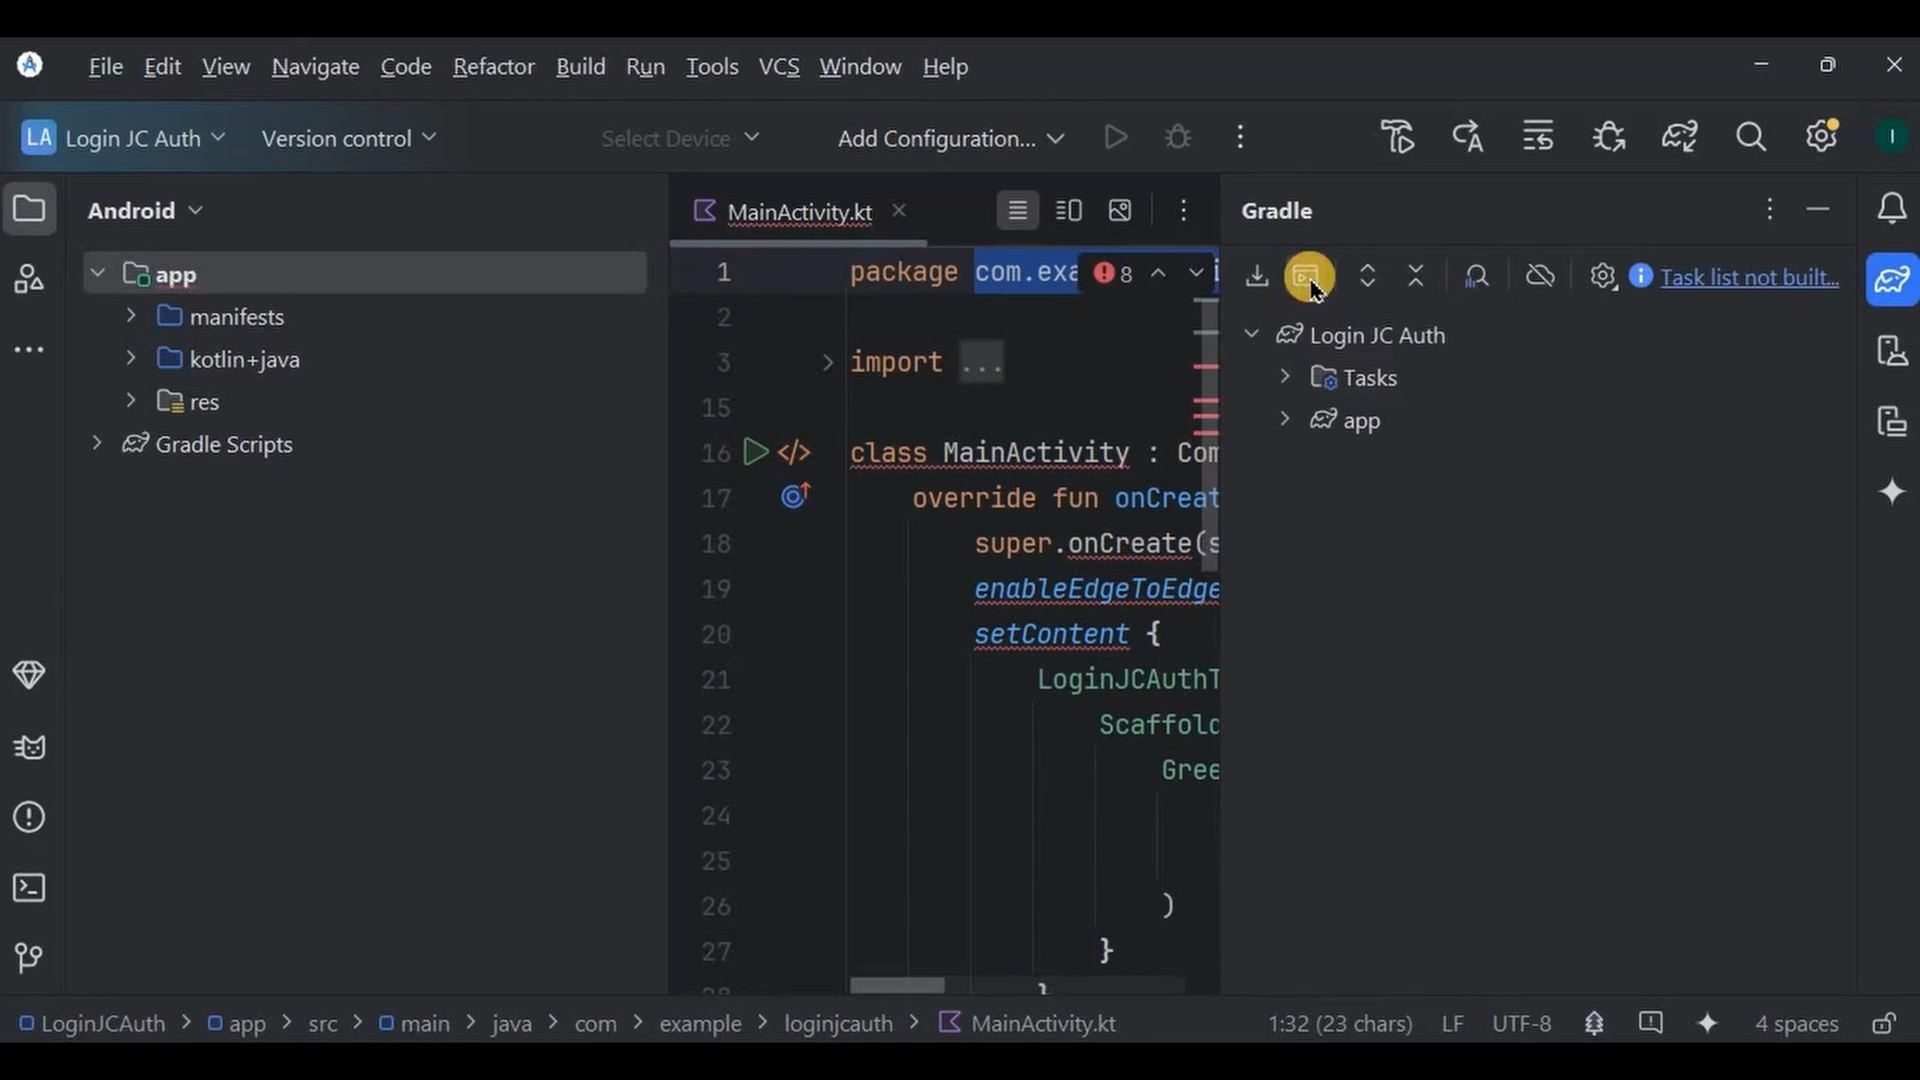 File Edit View Navigate Code Refactor Build Run Tools VCS Window Help
LA Login JC Auth Version control Select Device Add Configuration... I
Android
app
manifests
kotlin+java
res
Gradle Scripts
MainActivity.kt
1 package com.exa 8
2
3 import ...
15
16 class MainActivity : Com
17 override fun onCreat
18 super.onCreate(s
19 enableEdgeToEdge
20 setContent {
21 LoginJCAuthT
22 Scaffold
23 Gree
24
25
26 )
27 }
28 }
Gradle
Task list not built...
Login JC Auth
Tasks
app
LoginJCAuth > app > src > main > java > com > example > loginjcauth > MainActivity.kt 1:32 (23 chars) LF UTF-8 4 spaces